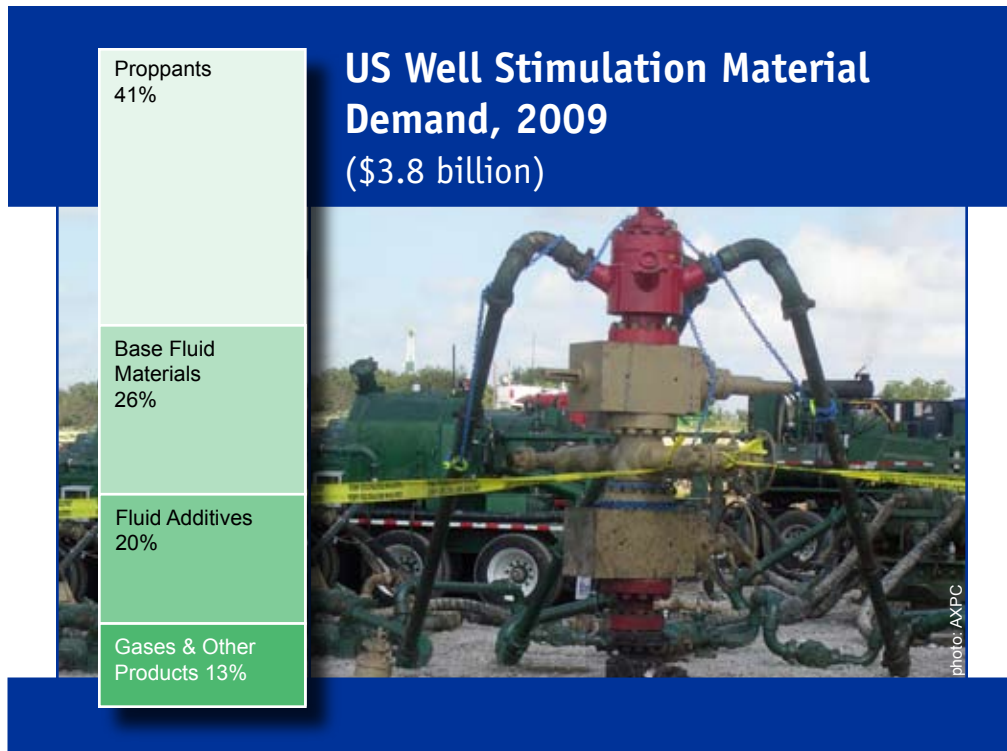 US Well Stimulation Material
Demand, 2009
($3.8 billion)
Proppants
41%
Base Fluid
Materials
26%
Fluid Additives
20%
Gases & Other
Products 13%
photo: AXPC